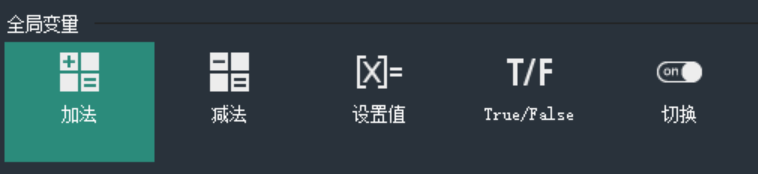 全局变量
[X]= T/F on
加法 减法 设置值 True/False 切换